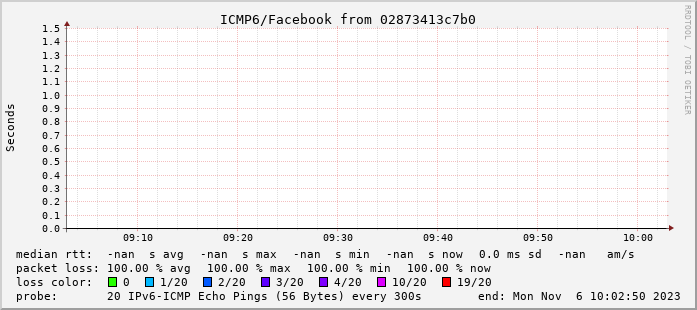 ICMP6/Facebook from 02873413c7b0
RRDTOOL / TOBI OETIKER
Seconds
1.5
1.4
1.3
1.2
1.1
1.0
0.9
0.8
0.7
0.6
0.5
0.4
0.3
0.2
0.1
0.0
09:10 09:20 09:30 09:40 09:50 10:00
median rtt: -nan s avg -nan s max -nan s min -nan s now 0.0 ms sd -nan am/s
packet loss: 100.00 % avg 100.00 % max 100.00 % min 100.00 % now
loss color: 0 1/20 2/20 3/20 4/20 10/20 19/20
probe: 20 IPv6-ICMP Echo Pings (56 Bytes) every 300s end: Mon Nov 6 10:02:50 2023